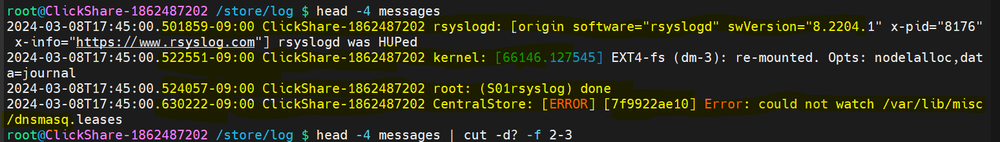 root@ClickShare-1862487202 /store/log $ head -4 messages
2024-03-08T17:45:00.501859-09:00 ClickShare-1862487202 rsyslogd: [origin software="rsyslogd" swVersion="8.2204.1" x-pid="8176"
x-info="https://www.rsyslog.com"] rsyslogd was HUPed
2024-03-08T17:45:00.522551-09:00 ClickShare-1862487202 kernel: [66146.127545] EXT4-fs (dm-3): re-mounted. Opts: nodelalloc,dat
a=journal
2024-03-08T17:45:00.524057-09:00 ClickShare-1862487202 root: (S01rsyslog) done
2024-03-08T17:45:00.630222-09:00 ClickShare-1862487202 CentralStore: [ERROR] [7f9922ae10] Error: could not watch /var/lib/misc
/dnsmasq.leases
root@ClickShare-1862487202 /store/log $ head -4 messages | cut -d? -f 2-3